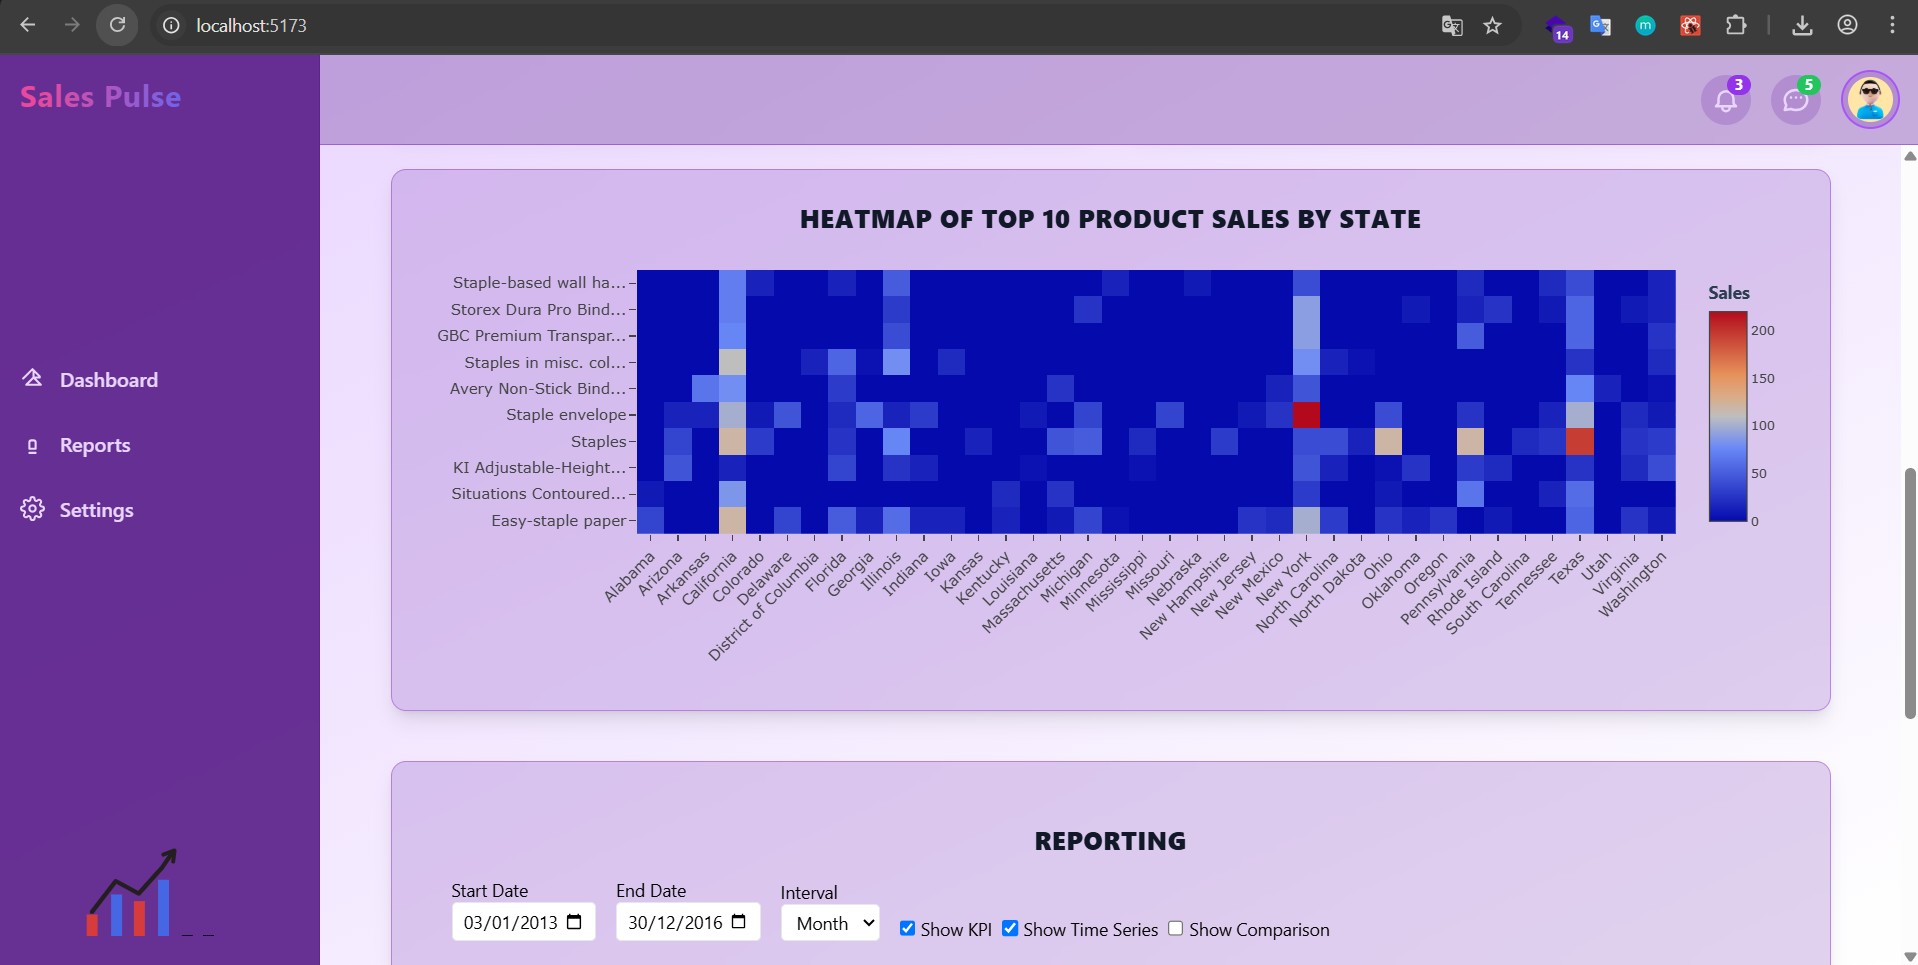 localhost:5173
14
m
Sales Pulse
3
5
HEATMAP OF TOP 10 PRODUCT SALES BY STATE
Staple-based wall ha...
Storex Dura Pro Bind...
GBC Premium Transpar...
Staples in misc. col...
Avery Non-Stick Bind...
Staple envelope
Staples
KI Adjustable-Height...
Situations Contoured...
Easy-staple paper
Sales
200
150
100
50
0
Alabama
Arizona
Arkansas
California
Colorado
Delaware
District of Columbia
Florida
Georgia
Illinois
Indiana
Iowa
Kansas
Kentucky
Louisiana
Massachusetts
Michigan
Minnesota
Mississippi
Missouri
Nebraska
New Hampshire
New Jersey
New Mexico
New York
North Carolina
North Dakota
Ohio
Oklahoma
Oregon
Pennsylvania
Rhode Island
South Carolina
Tennessee
Texas
Utah
Virginia
Washington
Dashboard
Reports
Settings
REPORTING
Start Date
03/01/2013
End Date
30/12/2016
Interval
Month
Show KPI
Show Time Series
Show Comparison